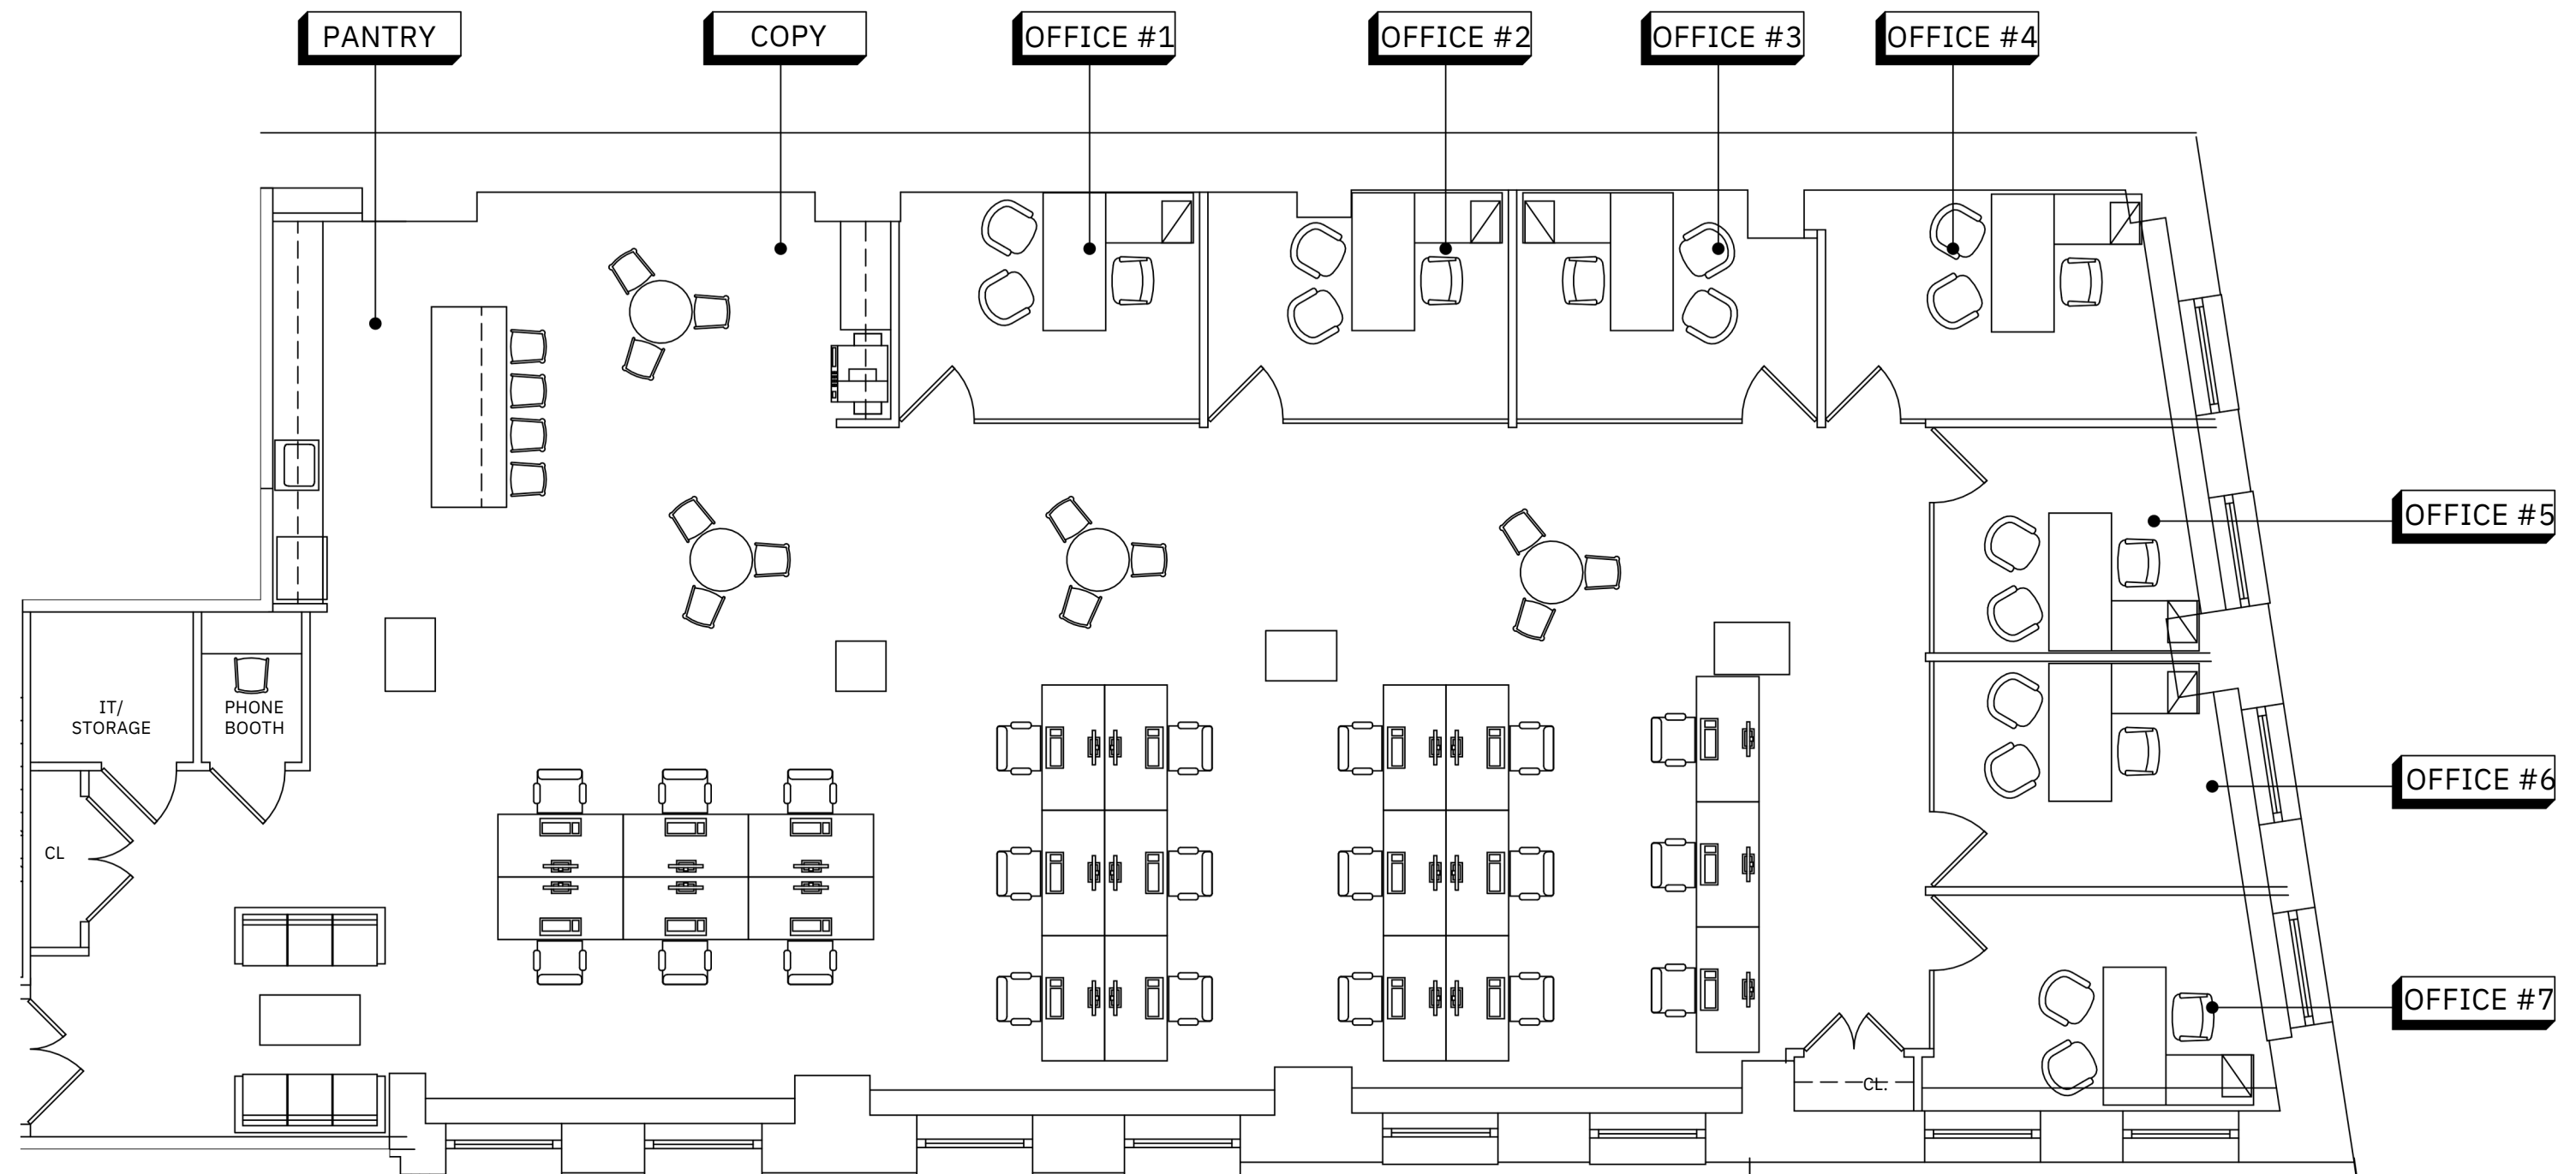 PANTRY
COPY
OFFICE #1
OFFICE #2
OFFICE #3
OFFICE #4
OFFICE #5
IT/
STORAGE
PHONE
BOOTH
OFFICE #6
CL
OFFICE #7
CL.